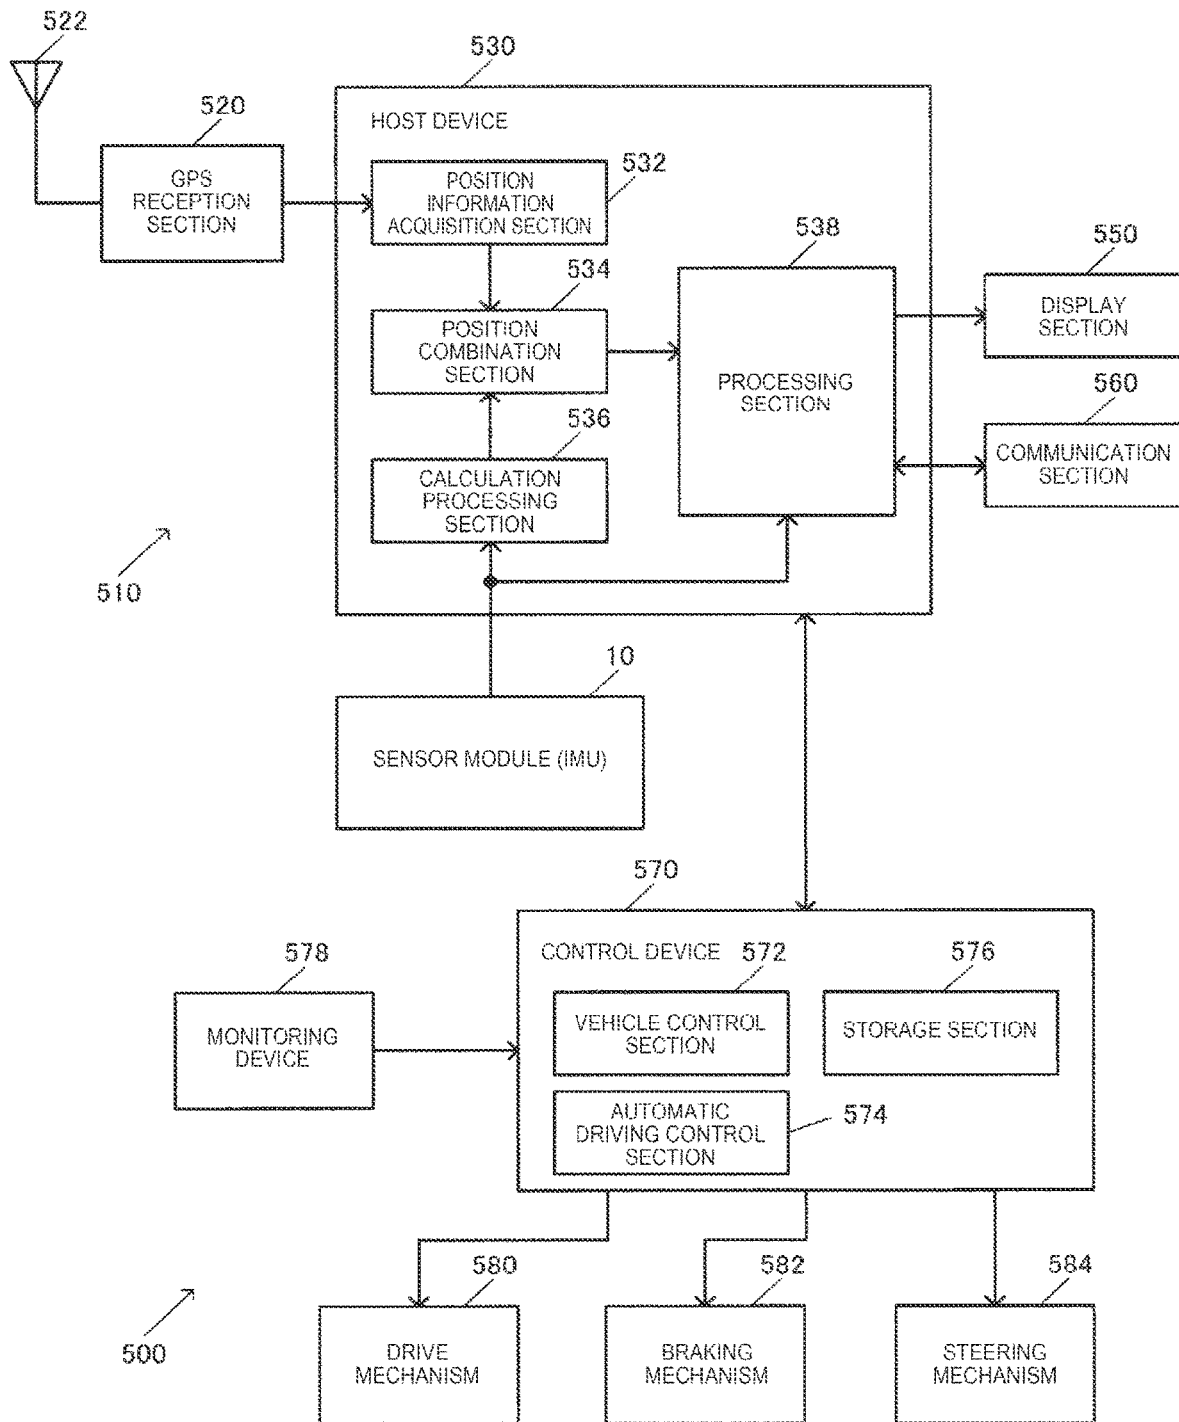 522
530
HOST DEVICE
520
GPS
RECEPTION
SECTION
532
POSITION
INFORMATION
ACQUISITION SECTION
538
534
POSITION
COMBINATION
SECTION
550
DISPLAY
SECTION
PROCESSING
SECTION
536
560
COMMUNICATION
SECTION
CALCULATION
PROCESSING
SECTION
510
10
SENSOR MODULE (IMU)
570
CONTROL DEVICE
578
572
576
MONITORING
DEVICE
VEHICLE CONTROL
SECTION
STORAGE SECTION
AUTOMATIC
DRIVING CONTROL
SECTION
574
580
582
584
500
DRIVE
MECHANISM
BRAKING
MECHANISM
STEERING
MECHANISM